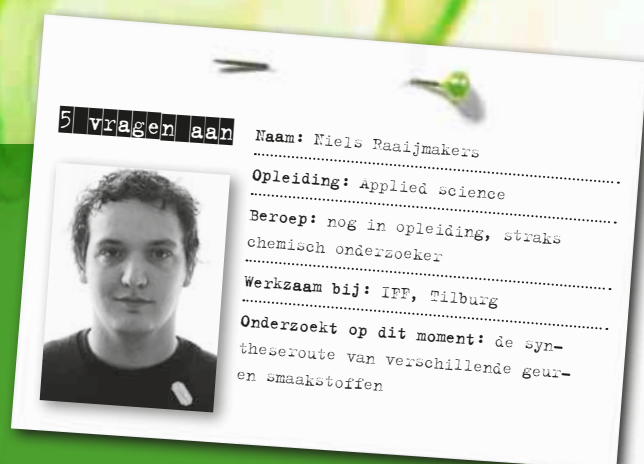 5 vragen aan
Naam: Niels Raaijmakers
Opleiding: Applied science
Beroep: nog in opleiding, straks
chemisch onderzoeker
Werkzaam bij: IFF, Tilburg
Onderzoekt op dit moment: de syn-
theseroute van verschillende geur-
en smaakstoffen